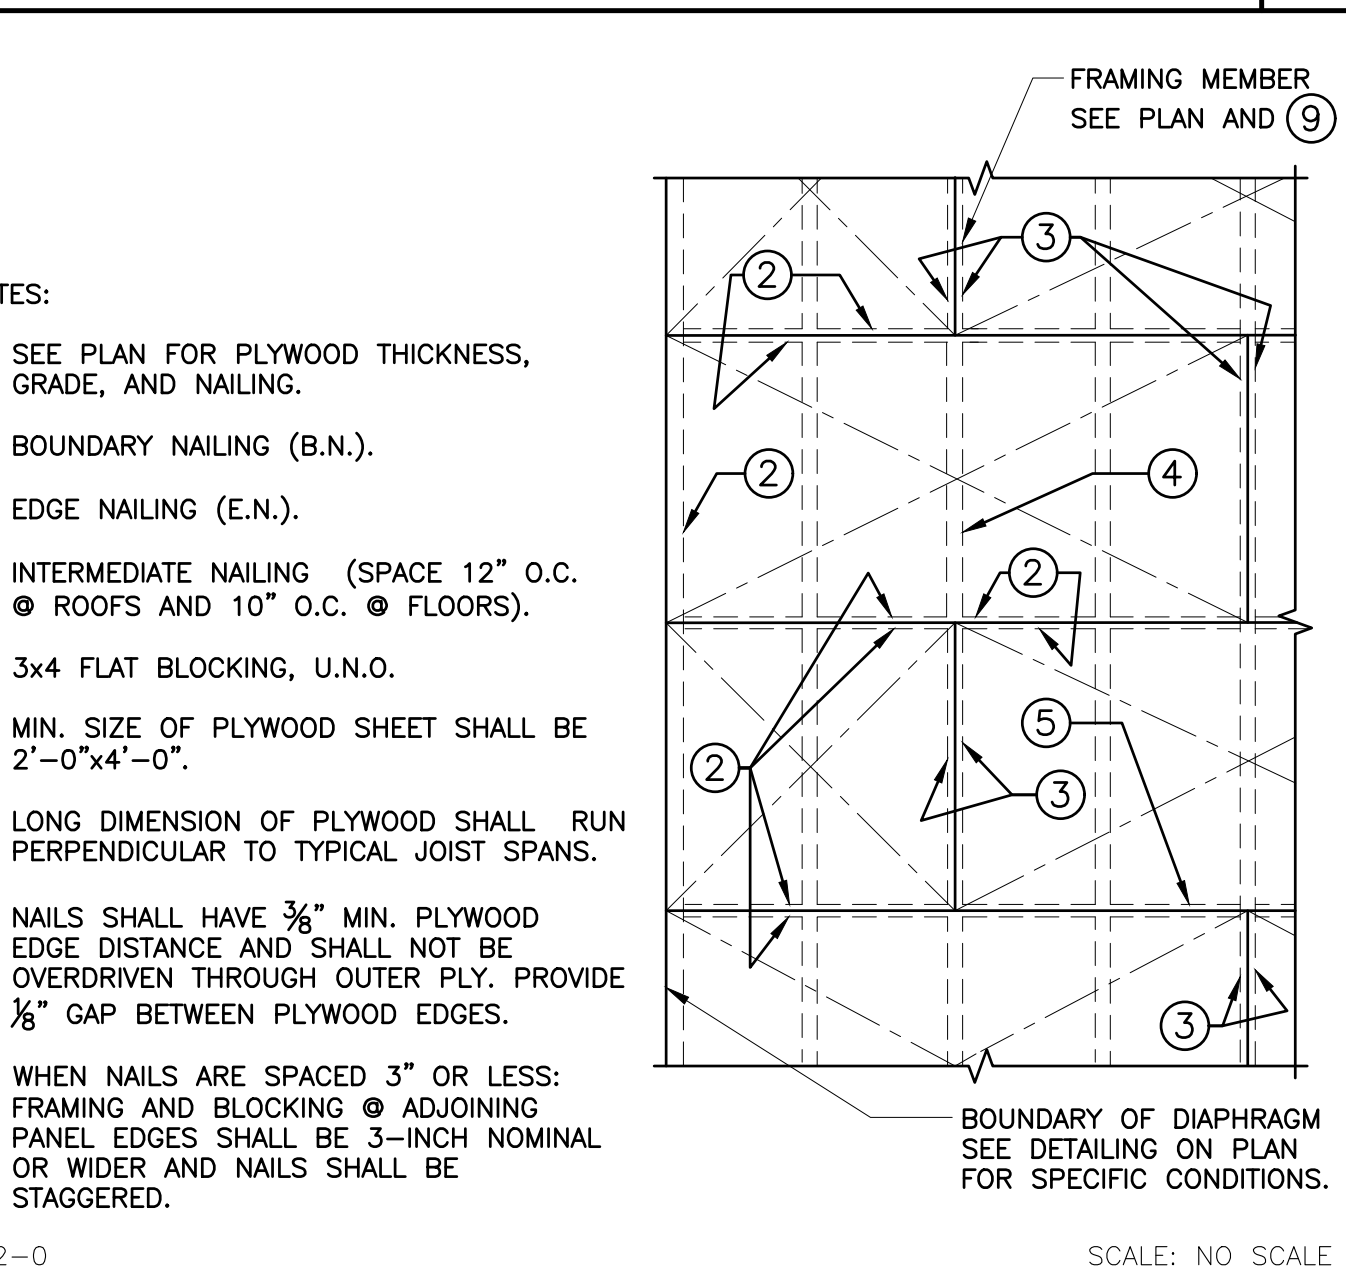 TES:
SEE PLAN FOR PLYWOOD THICKNESS,
GRADE, AND NAILING.
BOUNDARY NAILING (B.N.).
EDGE NAILING (E.N.).
INTERMEDIATE NAILING (SPACE 12" O.C.
@ ROOFS AND 10" O.C. @ FLOORS).
3x4 FLAT BLOCKING, U.N.O.
MIN. SIZE OF PLYWOOD SHEET SHALL BE
2'-0"x4'-0".
LONG DIMENSION OF PLYWOOD SHALL RUN
PERPENDICULAR TO TYPICAL JOIST SPANS.
NAILS SHALL HAVE 3/8" MIN. PLYWOOD
EDGE DISTANCE AND SHALL NOT BE
OVERDRIVEN THROUGH OUTER PLY. PROVIDE
1/8" GAP BETWEEN PLYWOOD EDGES.
WHEN NAILS ARE SPACED 3" OR LESS:
FRAMING AND BLOCKING @ ADJOINING
PANEL EDGES SHALL BE 3-INCH NOMINAL
OR WIDER AND NAILS SHALL BE
STAGGERED.
2-0
FRAMING MEMBER
SEE PLAN AND 9
3
2
2
4
2
5
2
3
3
BOUNDARY OF DIAPHRAGM
SEE DETAILING ON PLAN
FOR SPECIFIC CONDITIONS.
SCALE: NO SCALE